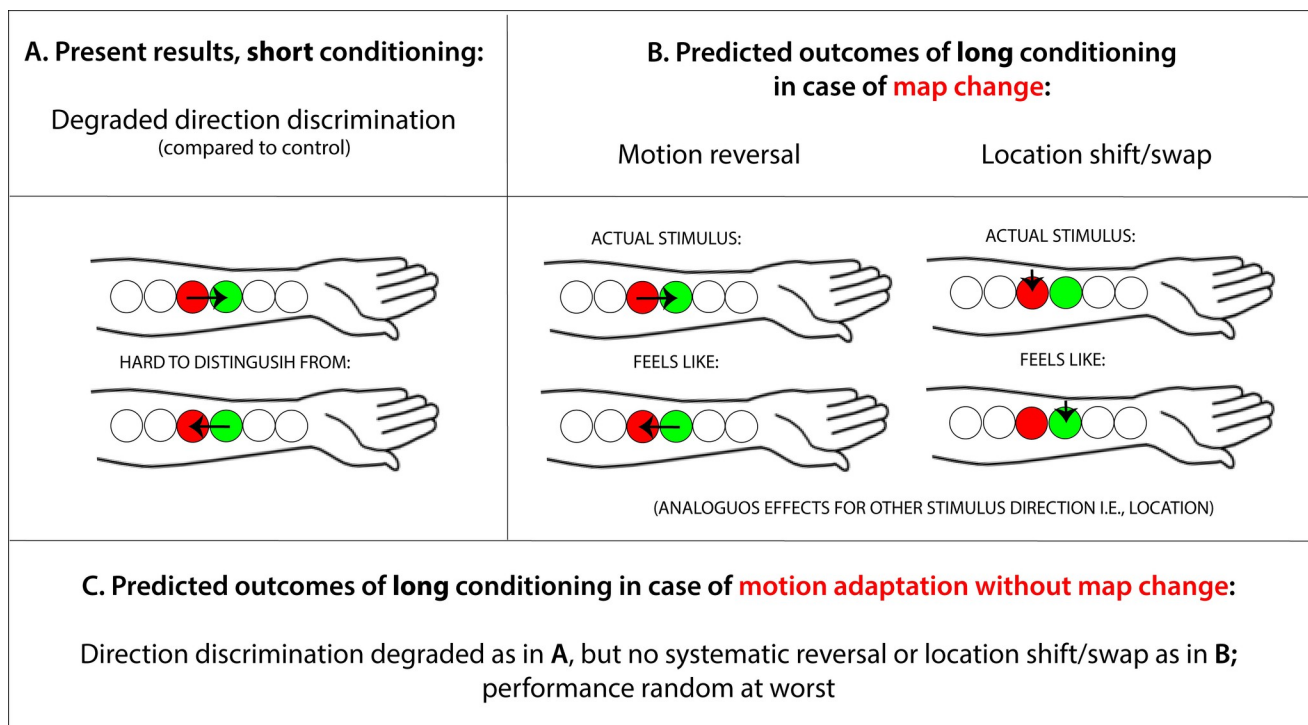 A. Present results, short conditioning:
Degraded direction discrimination
(compared to control)
B. Predicted outcomes of long conditioning
in case of map change:
Motion reversal
Location shift/swap
HARD TO DISTINGUSIH FROM:
ACTUAL STIMULUS:
FEELS LIKE:
ACTUAL STIMULUS:
FEELS LIKE:
(ANALOGUOS EFFECTS FOR OTHER STIMULUS DIRECTION I.E., LOCATION)
C. Predicted outcomes of long conditioning in case of motion adaptation without map change:
Direction discrimination degraded as in A, but no systematic reversal or location shift/swap as in B;
performance random at worst